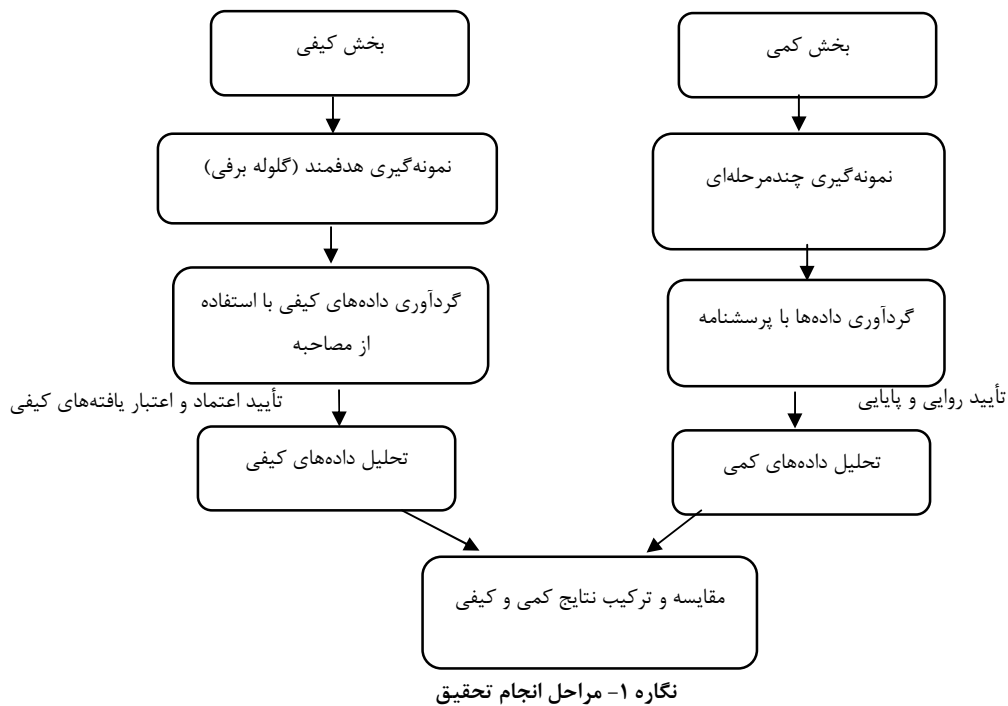 بخش کمی
بخش کیفی
نمونه‌گیری چندمرحله‌ای
نمونه‌گیری هدفمند (گلوله برفی)
گردآوری داده‌ها با پرسشنامه
گردآوری داده‌های کیفی با استفاده
از مصاحبه
تأیید روایی و پایایی
تأیید اعتماد و اعتبار یافته‌های کیفی
تحلیل داده‌های کمی
تحلیل داده‌های کیفی
مقایسه و ترکیب نتایج کمی و کیفی
نگاره ۱- مراحل انجام تحقیق